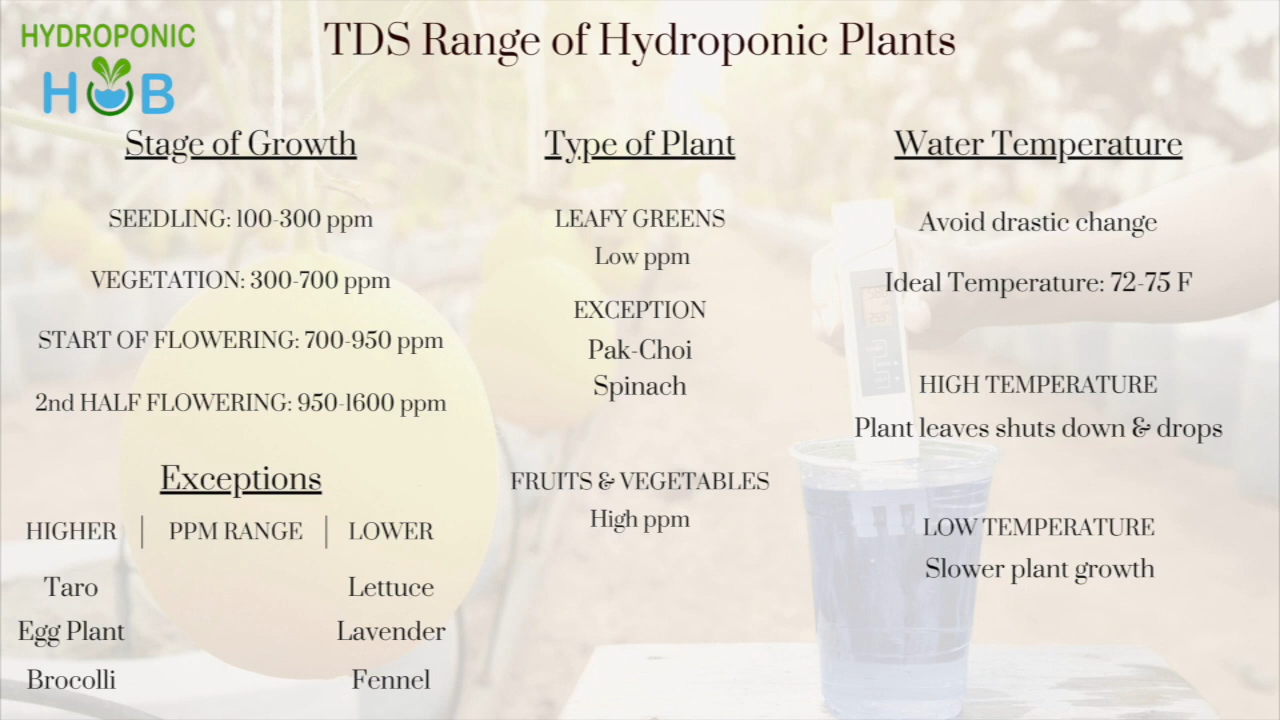 HYDROPONIC
HUB
TDS Range of Hydroponic Plants
Stage of Growth
SEEDLING: 100-300 ppm
VEGETATION: 300-700 ppm
START OF FLOWERING: 700-950 ppm
2nd HALF FLOWERING: 950-1600 ppm
Exceptions
HIGHER | PPM RANGE | LOWER
Taro Lettuce
Egg Plant Lavender
Brocolli Fennel
Type of Plant
LEAFY GREENS
Low ppm
EXCEPTION
Pak-Choi
Spinach
FRUITS & VEGETABLES
High ppm
Water Temperature
Avoid drastic change
Ideal Temperature: 72-75 F
HIGH TEMPERATURE
Plant leaves shuts down & drops
LOW TEMPERATURE
Slower plant growth